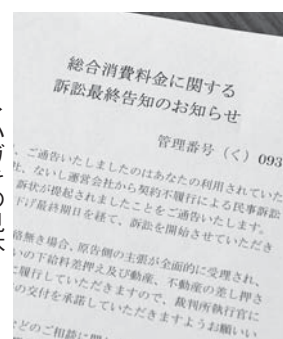 総合消費料金に関する
訴訟最終告知のお知らせ
管理番号（く）093
、ご通告いたしましたのはあなたの利用されていた
社、ないし運営会社から契約不履行による民事訴訟
訴状が提起されましたことをご通告いたします。
下げ最終期日を経て、訴訟を開始させていただき
絡無き場合、原告側の主張が全面的に受理され、
いの下給料差押え及び動産、不動産の差し押さ
に履行していただきますので、裁判所執行官に
の交付を承諾していただきますようお願いい
などのご相談に関し